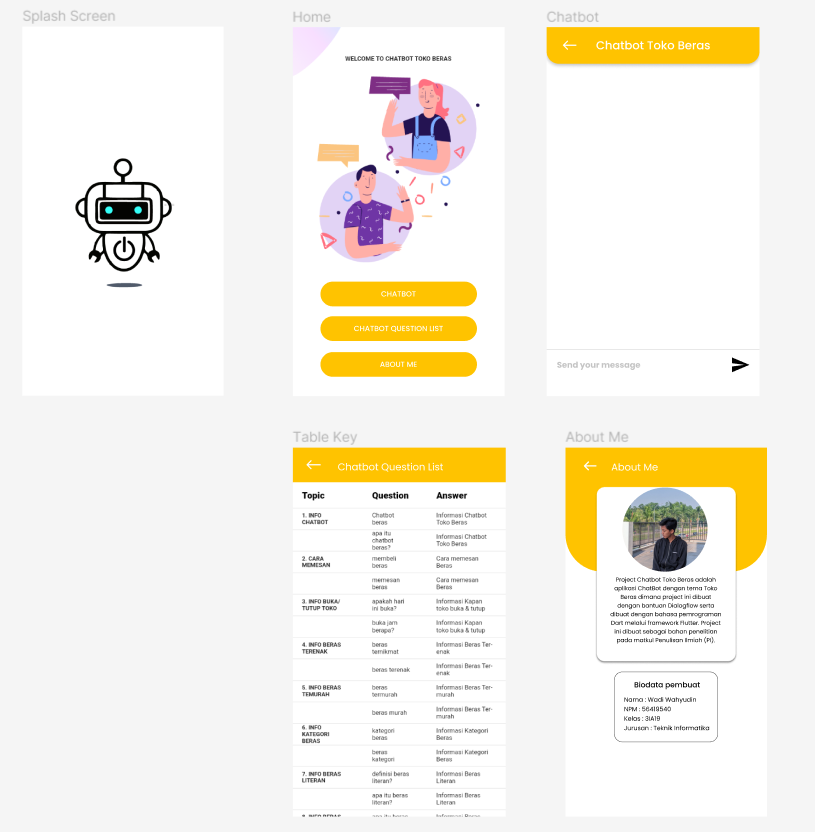 Splash Screen
Home
WELCOME TO CHATBOT TOKO BERAS
CHATBOT
CHATBOT QUESTION LIST
ABOUT ME
Chatbot
Chatbot Toko Beras
Send your message
Table Key
Chatbot Question List
Topic Question Answer
1. INFO Chatbot Informasi Chatbot
CHATBOT beras Toko Beras
apa itu
chatbot Informasi Chatbot
beras? Toko Beras
2. CARA membeli Cara memesan
MEMESAN beras Beras
memesan Cara memesan
beras Beras
3. INFO BUKA/ apakah hari Informasi Kapan
TUTUP TOKO ini buka? toko buka & tutup
buka jam Informasi Kapan
berapa? toko buka & tutup
4. INFO BERAS beras Informasi Beras Ter-
TERENAK ternikmat enak
beras terenak Informasi Beras Ter-
enak
5. INFO BERAS beras Informasi Beras Ter-
TEMURAH termurah murah
beras murah Informasi Beras Ter-
murah
6. INFO
KATEGORI kategori Informasi Kategori
BERAS beras Beras
beras Informasi Kategori
kategori Beras
7. INFO BERAS definisi beras Informasi Beras
LITERAN literan? Literan
apa itu beras Informasi Beras
literan? Literan
8. INFO BERAS apa itu beras Informasi Beras
About Me
About Me
Project Chatbot Toko Beras adalah
aplikasi ChatBot dengan tema Toko
Beras dimana project ini dibuat
dengan bantuan Dialogflow serta
dibuat dengan bahasa pemrograman
Dart melalui framework Flutter. Project
ini dibuat sebagai bahan penelitian
pada matkul Penulisan Ilmiah (PI).
Biodata pembuat
Nama : Wadi Wahyudin
NPM : 56419540
Kelas : 3IA19
Jurusan : Teknik Informatika